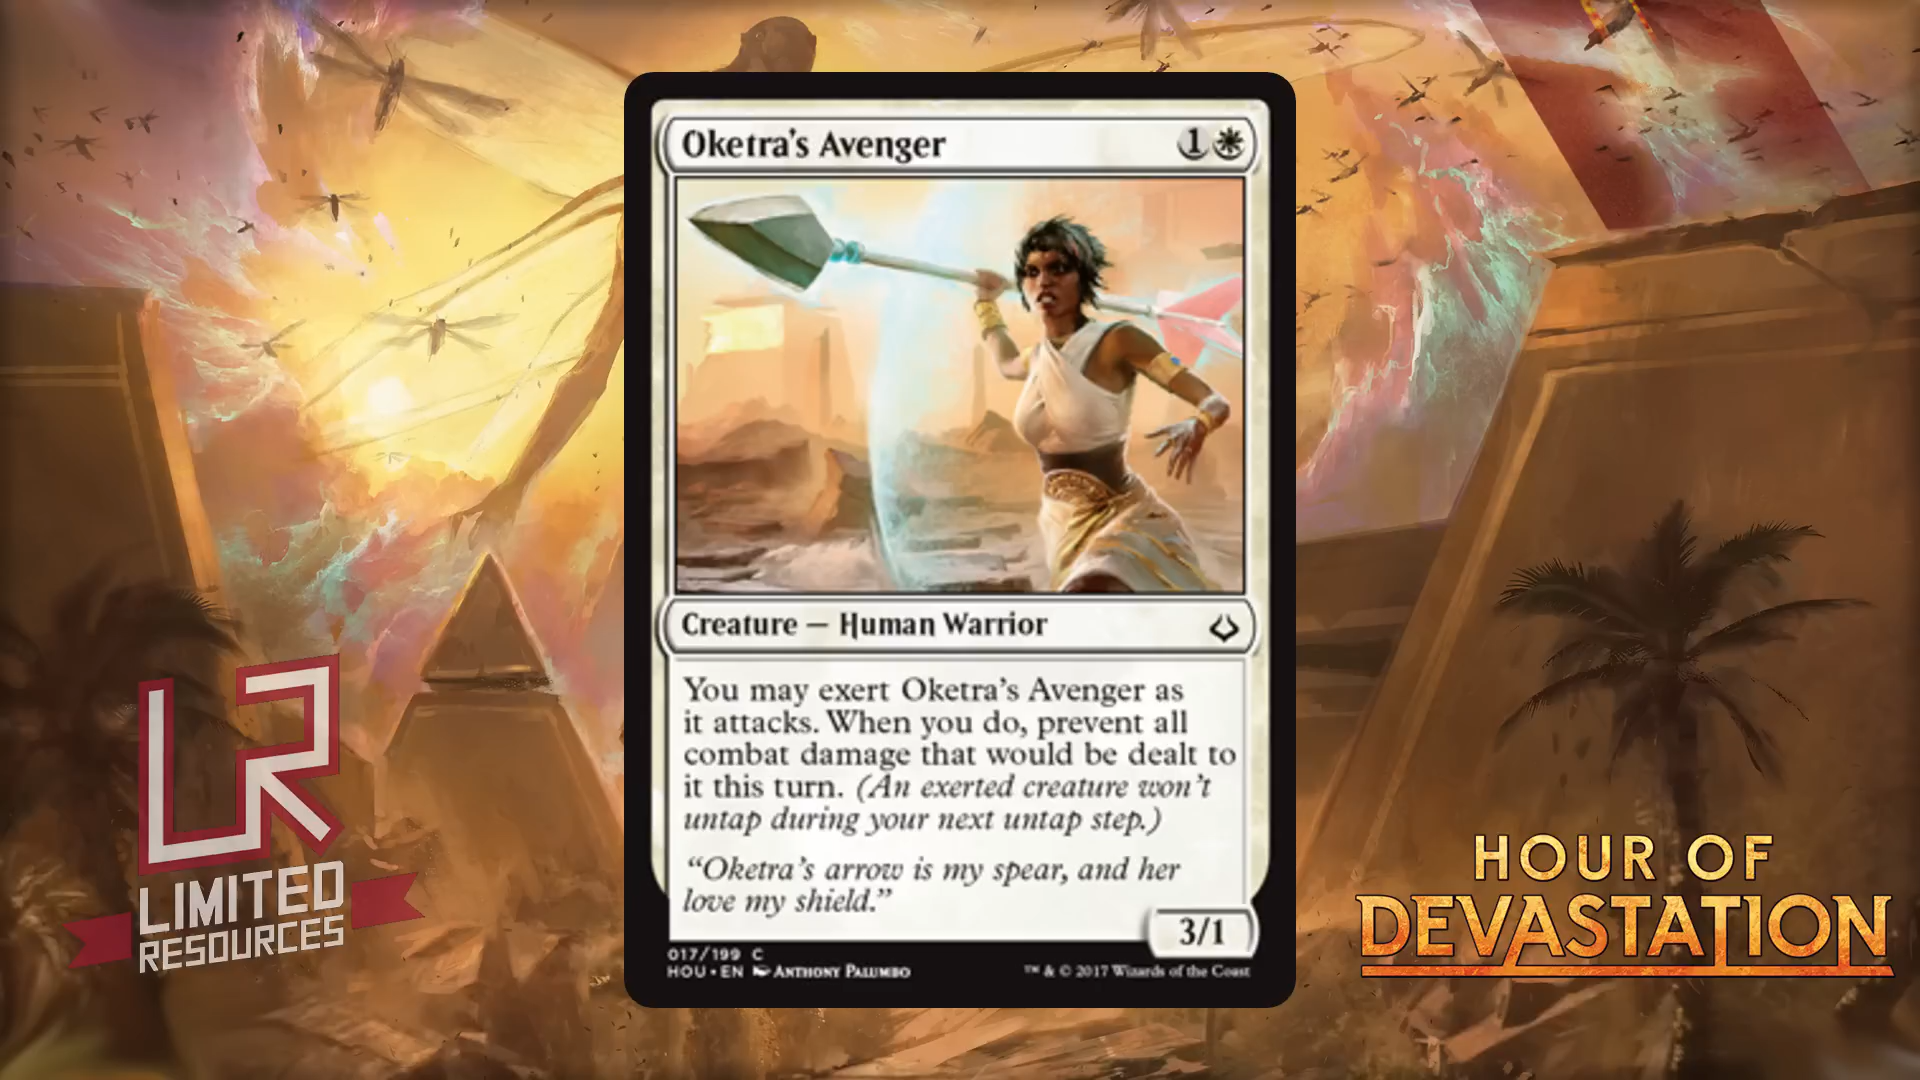 Oketra's Avenger 1
Creature — Human Warrior
You may exert Oketra's Avenger as
it attacks. When you do, prevent all
combat damage that would be dealt to
it this turn. (An exerted creature won't
untap during your next untap step.)
"Oketra's arrow is my spear, and her
love my shield."
3/1
017/199 C
HOU • EN Anthony Palumbo
™ & © 2017 Wizards of the Coast
LR
LIMITED
RESOURCES
HOUR OF
DEVASTATION